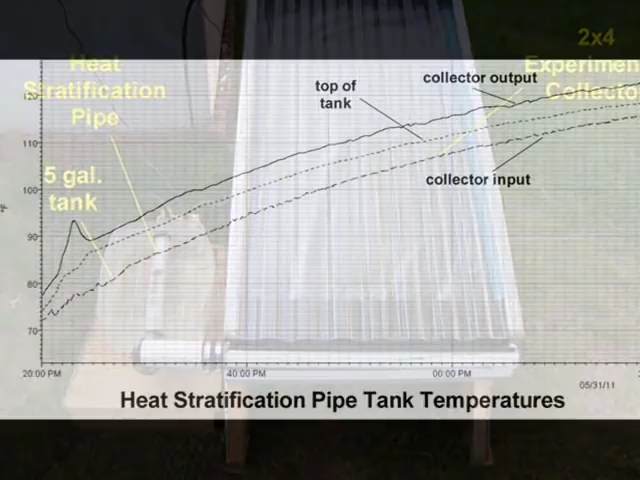 2x4
Experimen
Collecto
Heat
Stratification
Pipe
5 gal.
tank
collector output
top of
tank
collector input
120
110
100
90
80
70
°F
20:00 PM
40:00 PM
00:00 PM
05/31/11
Heat Stratification Pipe Tank Temperatures